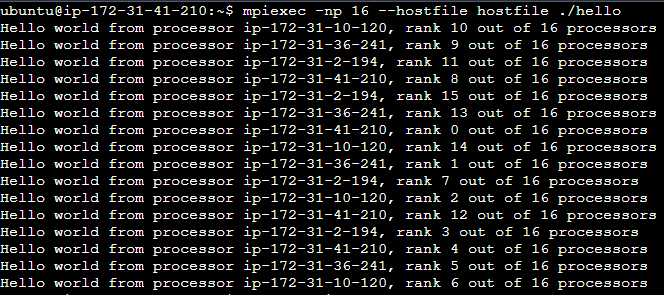 ubuntu@ip-172-31-41-210:~$ mpiexec -np 16 --hostfile hostfile ./hello
Hello world from processor ip-172-31-10-120, rank 10 out of 16 processors
Hello world from processor ip-172-31-36-241, rank 9 out of 16 processors
Hello world from processor ip-172-31-2-194, rank 11 out of 16 processors
Hello world from processor ip-172-31-41-210, rank 8 out of 16 processors
Hello world from processor ip-172-31-2-194, rank 15 out of 16 processors
Hello world from processor ip-172-31-36-241, rank 13 out of 16 processors
Hello world from processor ip-172-31-41-210, rank 0 out of 16 processors
Hello world from processor ip-172-31-10-120, rank 14 out of 16 processors
Hello world from processor ip-172-31-36-241, rank 1 out of 16 processors
Hello world from processor ip-172-31-2-194, rank 7 out of 16 processors
Hello world from processor ip-172-31-10-120, rank 2 out of 16 processors
Hello world from processor ip-172-31-41-210, rank 12 out of 16 processors
Hello world from processor ip-172-31-2-194, rank 3 out of 16 processors
Hello world from processor ip-172-31-41-210, rank 4 out of 16 processors
Hello world from processor ip-172-31-36-241, rank 5 out of 16 processors
Hello world from processor ip-172-31-10-120, rank 6 out of 16 processors